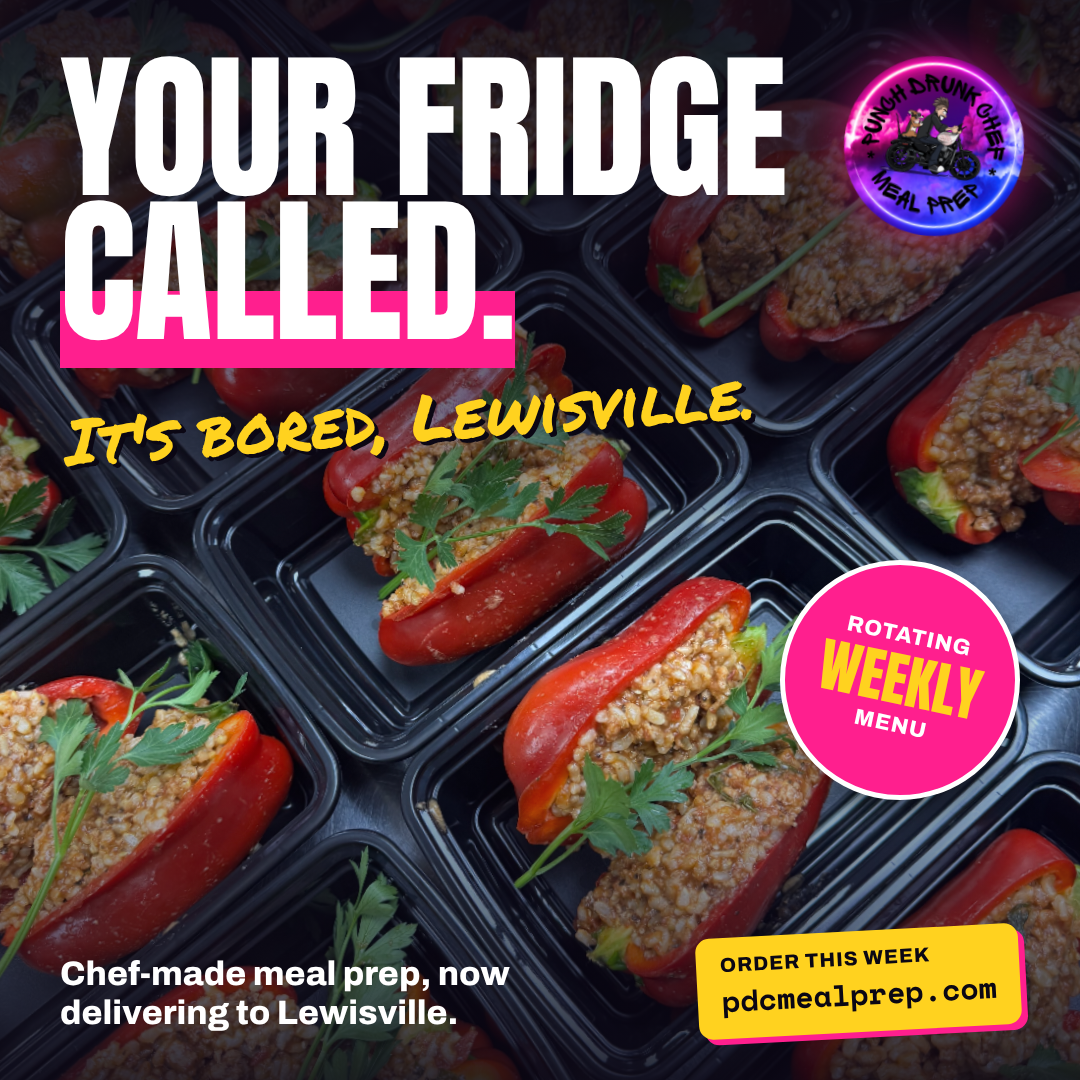 YOUR FRIDGE
CALLED.
PUNCH DRUNK CHEF
* MEAL PREP *
It's bored, Lewisville.
ROTATING
WEEKLY
MENU
Chef-made meal prep, now
delivering to Lewisville.
ORDER THIS WEEK
pdcmealprep.com